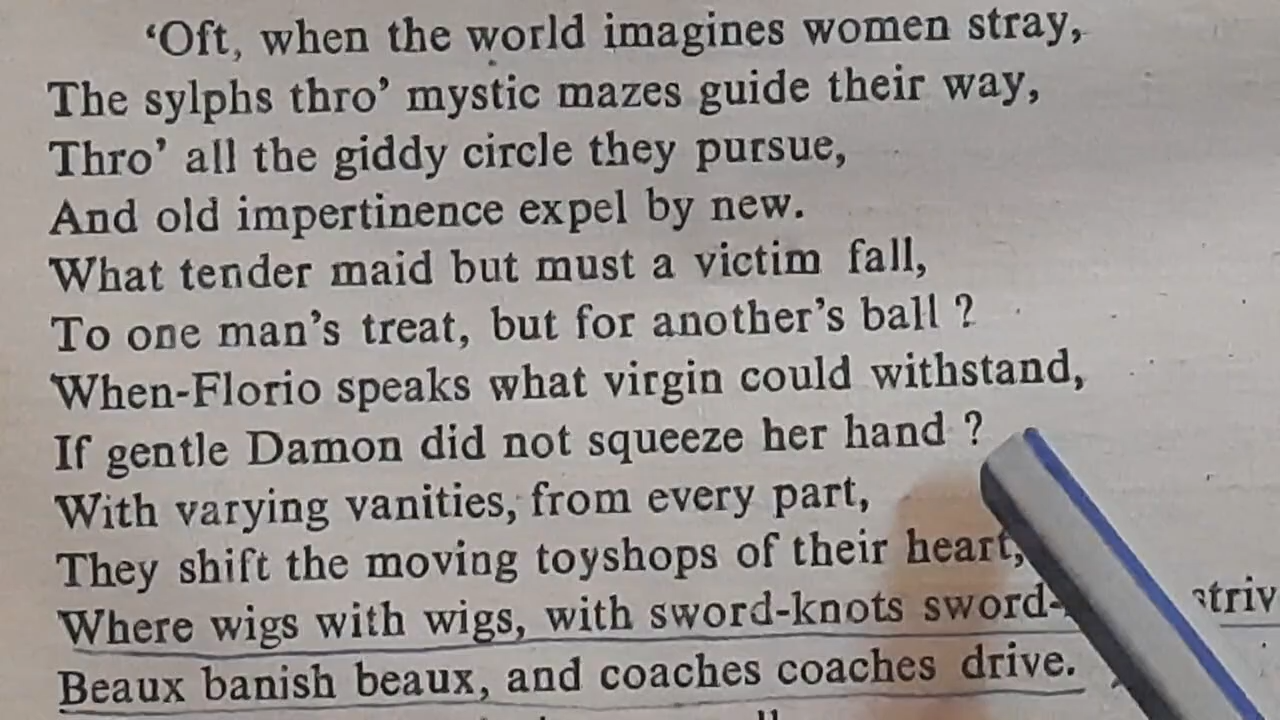 ‘Oft, when the world imagines women stray,
The sylphs thro’ mystic mazes guide their way,
Thro’ all the giddy circle they pursue,
And old impertinence expel by new.
What tender maid but must a victim fall,
To one man’s treat, but for another’s ball ?
When-Florio speaks what virgin could withstand,
If gentle Damon did not squeeze her hand ?
With varying vanities, from every part,
They shift the moving toyshops of their heart,
Where wigs with wigs, with sword-knots sword-
Beaux banish beaux, and coaches coaches drive.